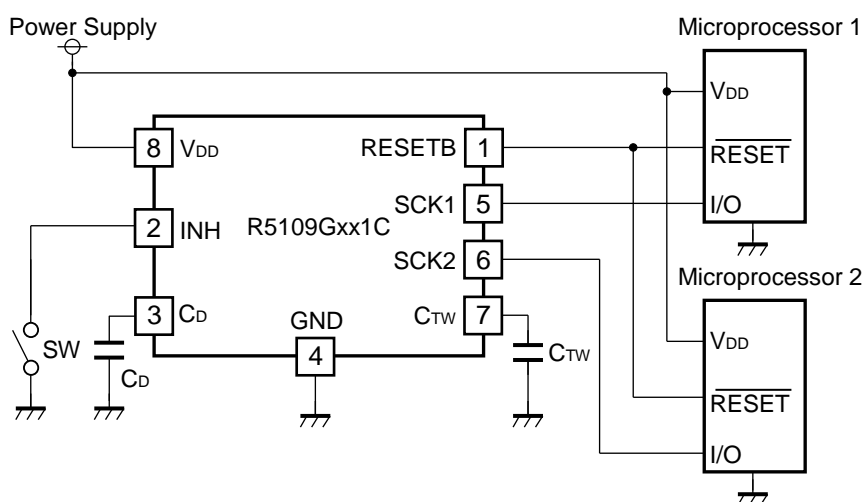 Power Supply
Microprocessor 1
VDD
RESET
I/O
8 VDD
RESETB 1
2 INH
R5109Gxx1C
SCK1 5
SCK2 6
3 CD
GND
4
CTW 7
SW
CD
CTW
Microprocessor 2
VDD
RESET
I/O